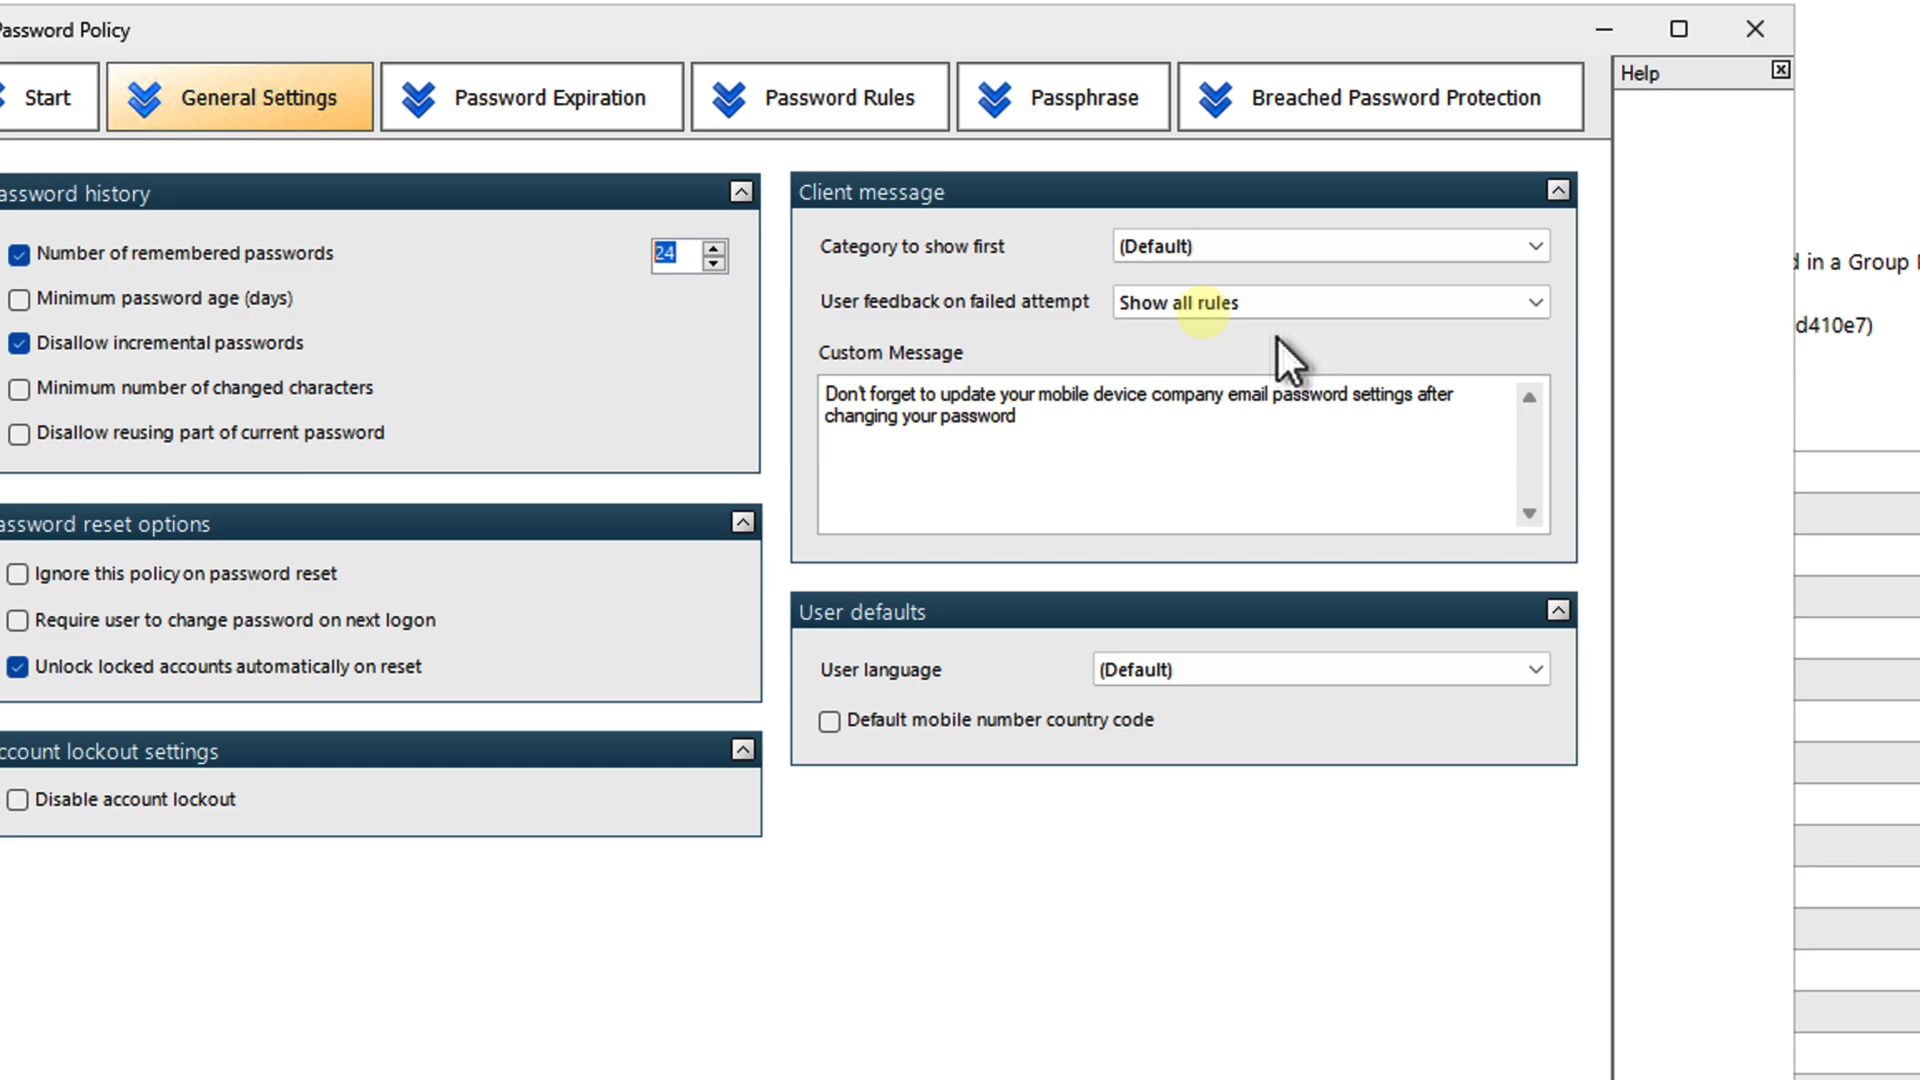 Password Policy
Start
General Settings
Password Expiration
Password Rules
Passphrase
Breached Password Protection
Help
assword history
Number of remembered passwords
24
Minimum password age (days)
Disallow incremental passwords
Minimum number of changed characters
Disallow reusing part of current password
assword reset options
Ignore this policy on password reset
Require user to change password on next logon
Unlock locked accounts automatically on reset
ccount lockout settings
Disable account lockout
Client message
Category to show first
(Default)
User feedback on failed attempt
Show all rules
Custom Message
Don't forget to update your mobile device company email password settings after
changing your password
User defaults
User language
(Default)
Default mobile number country code
d in a Group P
d410e7)